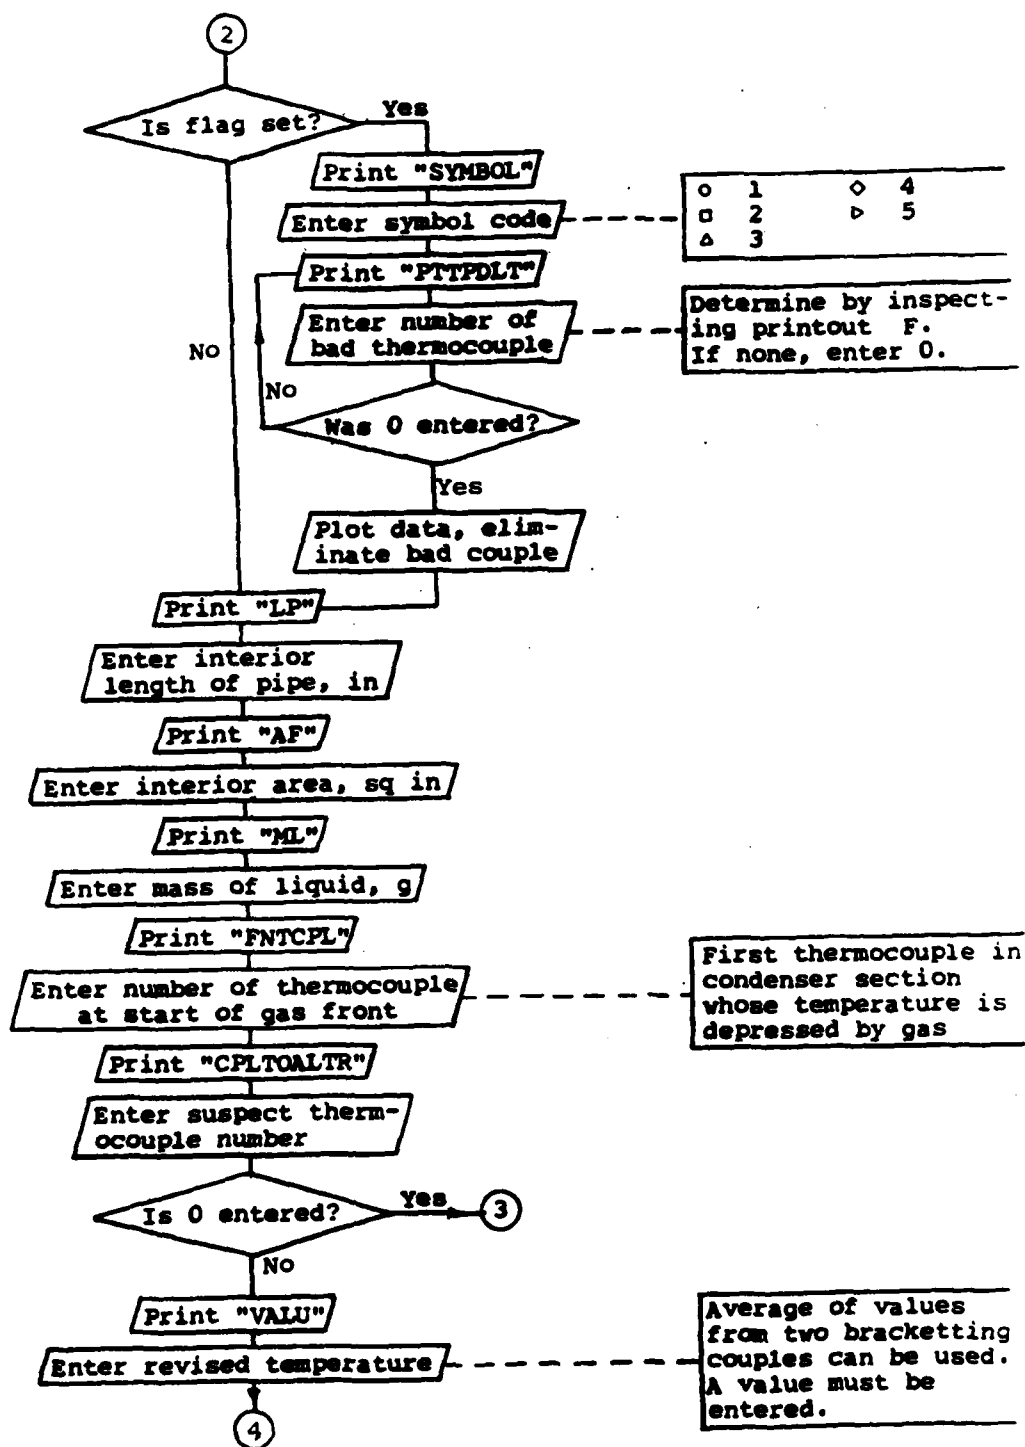 2
Is flag set?
Yes
Print "SYMBOL"
Enter symbol code
○ 1 ◇ 4
□ 2 ▷ 5
△ 3
Print "PTTPDLT"
Enter number of
bad thermocouple
Determine by inspect-
ing printout F.
If none, enter 0.
No
No
Was 0 entered?
Yes
Plot data, elim-
inate bad couple
Print "LP"
Enter interior
length of pipe, in
Print "AF"
Enter interior area, sq in
Print "ML"
Enter mass of liquid, g
Print "FNTCPL"
Enter number of thermocouple
at start of gas front
First thermocouple in
condenser section
whose temperature is
depressed by gas
Print "CPLTOALTR"
Enter suspect therm-
ocouple number
Is 0 entered?
Yes
3
No
Print "VALU"
Enter revised temperature
Average of values
from two bracketting
couples can be used.
A value must be
entered.
4